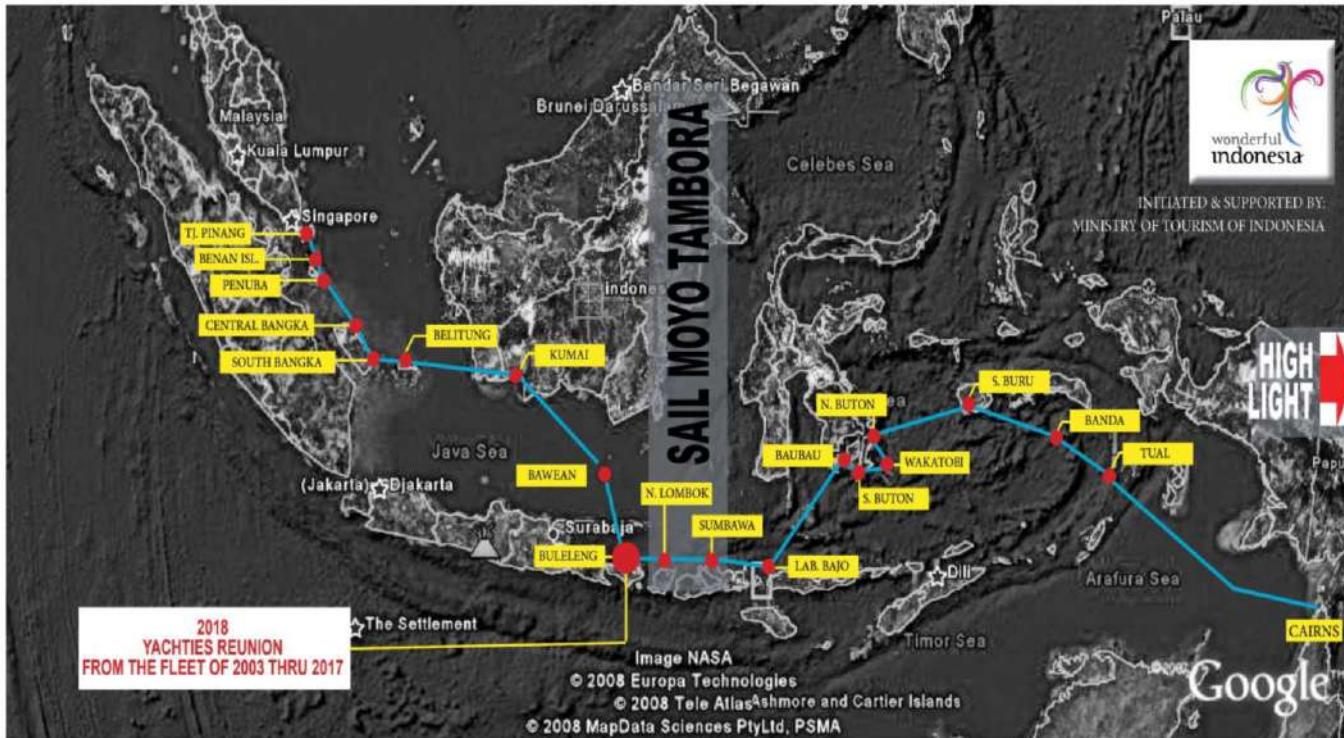 Palau
wonderful
indonesia
INITIATED & SUPPORTED BY:
MINISTRY OF TOURISM OF INDONESIA
Bandar Seri Begawan
Brunei Darussalam
Malaysia
Kuala Lumpur
Celebes Sea
SAIL MOYO TAMBORA
Singapore
TJ. PINANG
BENAN ISL.
PENUBA
Indones
CENTRAL BANGKA
SOUTH BANGKA
BELITUNG
KUMAI
HIGH
LIGHT
S. BURU
N. BUTON
BANDA
TUAL
BAUBAU
WAKATOBI
S. BUTON
Java Sea
BAWEAN
(Jakarta)
Djakarta
N. LOMBOK
Surabaja
SUMBAWA
BULELENG
LAB. BAJO
Dili
Arafura Sea
2018
YACHTIES REUNION
FROM THE FLEET OF 2003 THRU 2017
The Settlement
Timor Sea
CAIRNS
Image NASA
© 2008 Europa Technologies
© 2008 Tele Atlas
Ashmore and Cartier Islands
© 2008 MapData Sciences PtyLtd, PSMA
Google